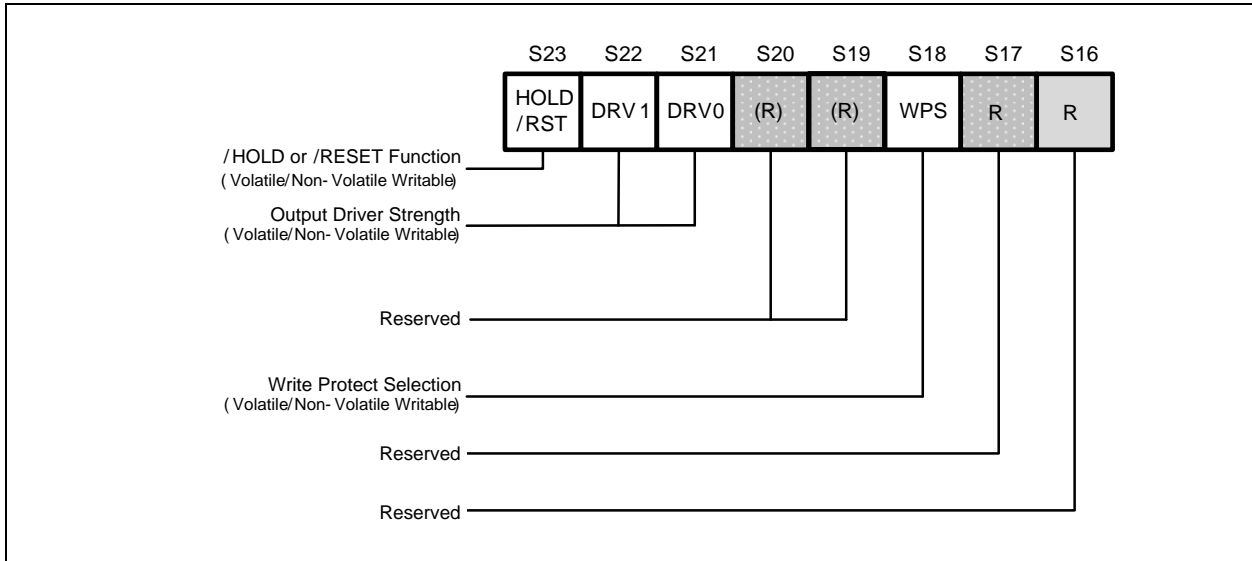 S23 S22 S21 S20 S19 S18 S17 S16
HOLD
/RST DRV1 DRV0 (R) (R) WPS R R
/HOLD or /RESET Function
(Volatile/Non-Volatile Writable)
Output Driver Strength
(Volatile/Non-Volatile Writable)
Reserved
Write Protect Selection
(Volatile/Non-Volatile Writable)
Reserved
Reserved